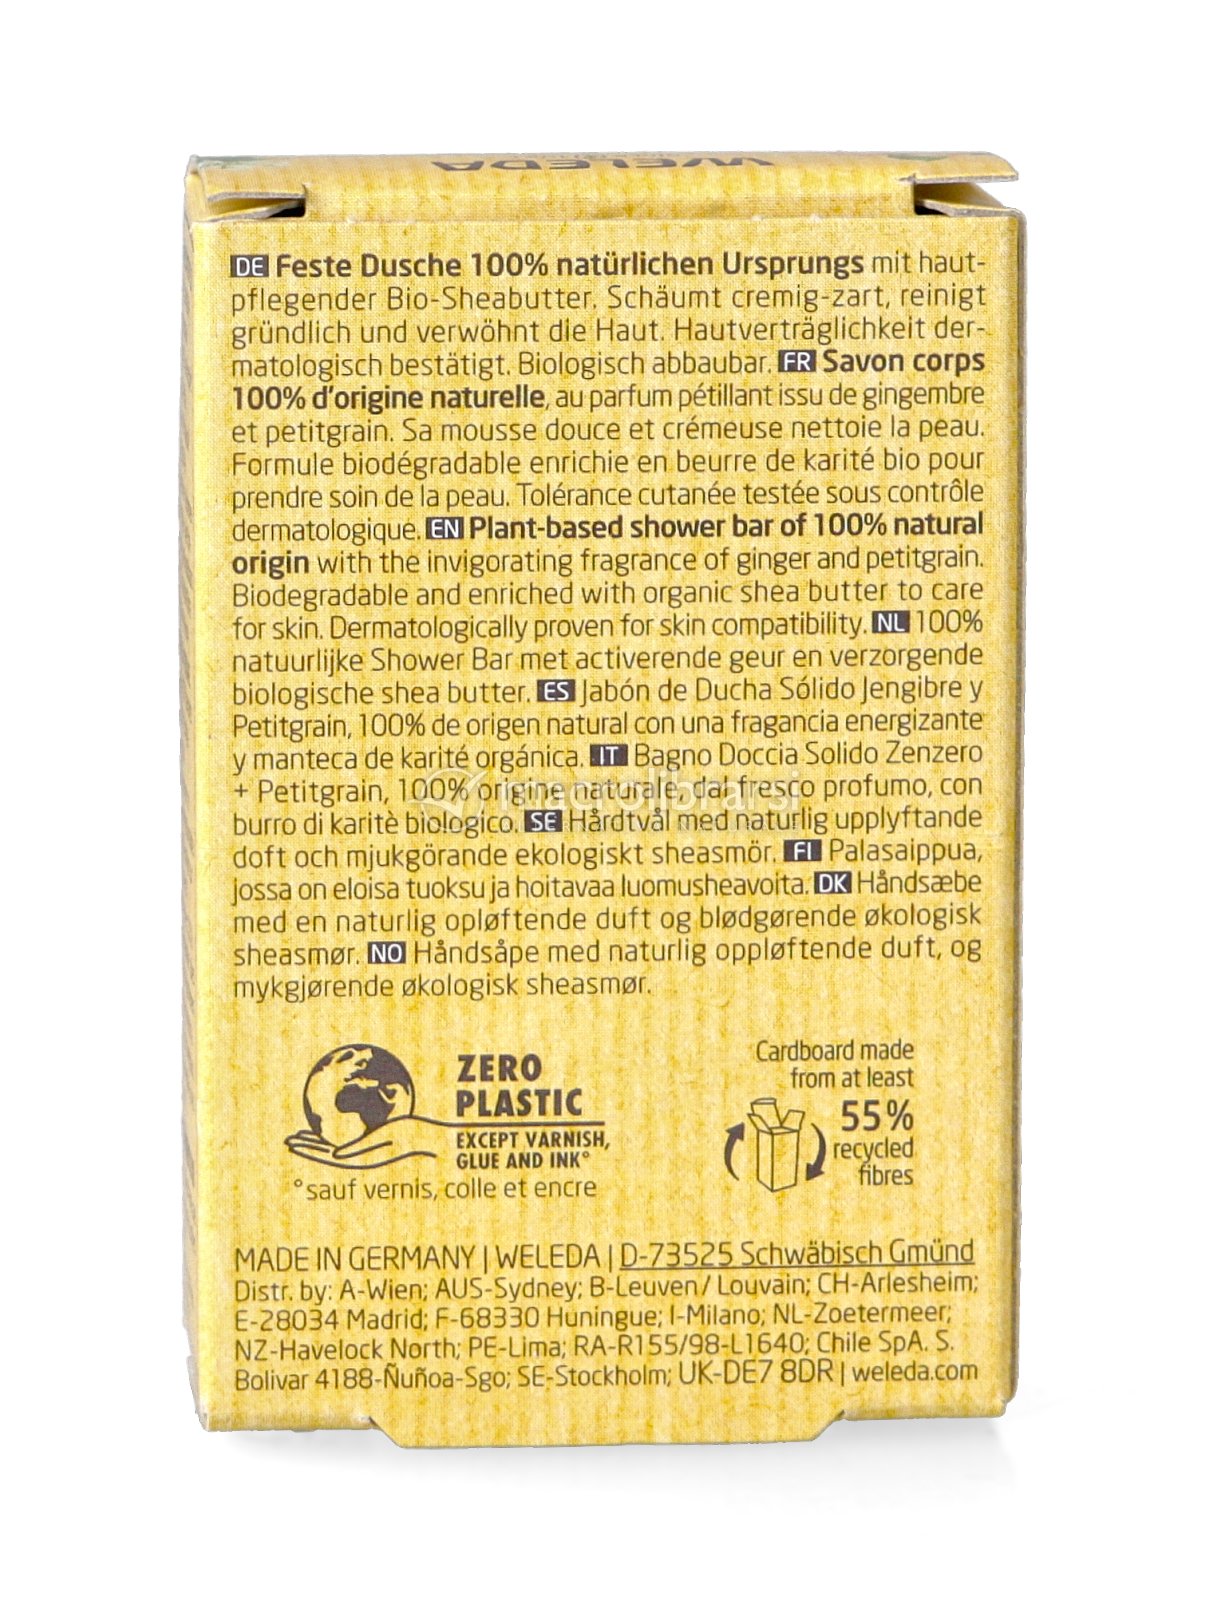 WELEDA
DE Feste Dusche 100% natürlichen Ursprungs mit haut-
pflegender Bio-Sheabutter. Schäumt cremig-zart, reinigt
gründlich und verwöhnt die Haut. Hautverträglichkeit der-
matologisch bestätigt. Biologisch abbaubar. FR Savon corps
100% d'origine naturelle, au parfum pétillant issu de gingembre
et petitgrain. Sa mousse douce et crémeuse nettoie la peau.
Formule biodégradable enrichie en beurre de karité bio pour
prendre soin de la peau. Tolérance cutanée testée sous contrôle
dermatologique. EN Plant-based shower bar of 100% natural
origin with the invigorating fragrance of ginger and petitgrain.
Biodegradable and enriched with organic shea butter to care
for skin. Dermatologically proven for skin compatibility. NL 100%
natuurlijke Shower Bar met activerende geur en verzorgende
biologische shea butter. ES Jabón de Ducha Sólido Jengibre y
Petitgrain, 100% de origen natural con una fragancia energizante
y manteca de karité orgánica. IT Bagno Doccia Solido Zenzero
+ Petitgrain, 100% origine naturale, dal fresco profumo, con
burro di karitè biologico. SE Hårdtvål med naturlig upplyftande
doft och mjukgörande ekologiskt sheasmör. FI Palasaippua,
jossa on eloisa tuoksu ja hoitavaa luomusheavoita. DK Håndsæbe
med en naturlig opløftende duft og blødgørende økologisk
sheasmør. NO Håndsåpe med naturlig oppløftende duft, og
mykgjørende økologisk sheasmør.
ZERO
PLASTIC
EXCEPT VARNISH,
GLUE AND INK°
°sauf vernis, colle et encre
Cardboard made
from at least
55%
recycled
fibres
MADE IN GERMANY | WELEDA | D-73525 Schwäbisch Gmünd
Distr. by: A-Wien; AUS-Sydney; B-Leuven/ Louvain; CH-Arlesheim;
E-28034 Madrid; F-68330 Huningue; I-Milano; NL-Zoetermeer;
NZ-Havelock North; PE-Lima; RA-R155/98-L1640; Chile SpA. S.
Bolivar 4188-Ñuñoa-Sgo; SE-Stockholm; UK-DE7 8DR | weleda.com